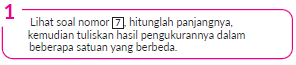 1
Lihat soal nomor 7, hitunglah panjangnya,
kemudian tuliskan hasil pengukurannya dalam
beberapa satuan yang berbeda.